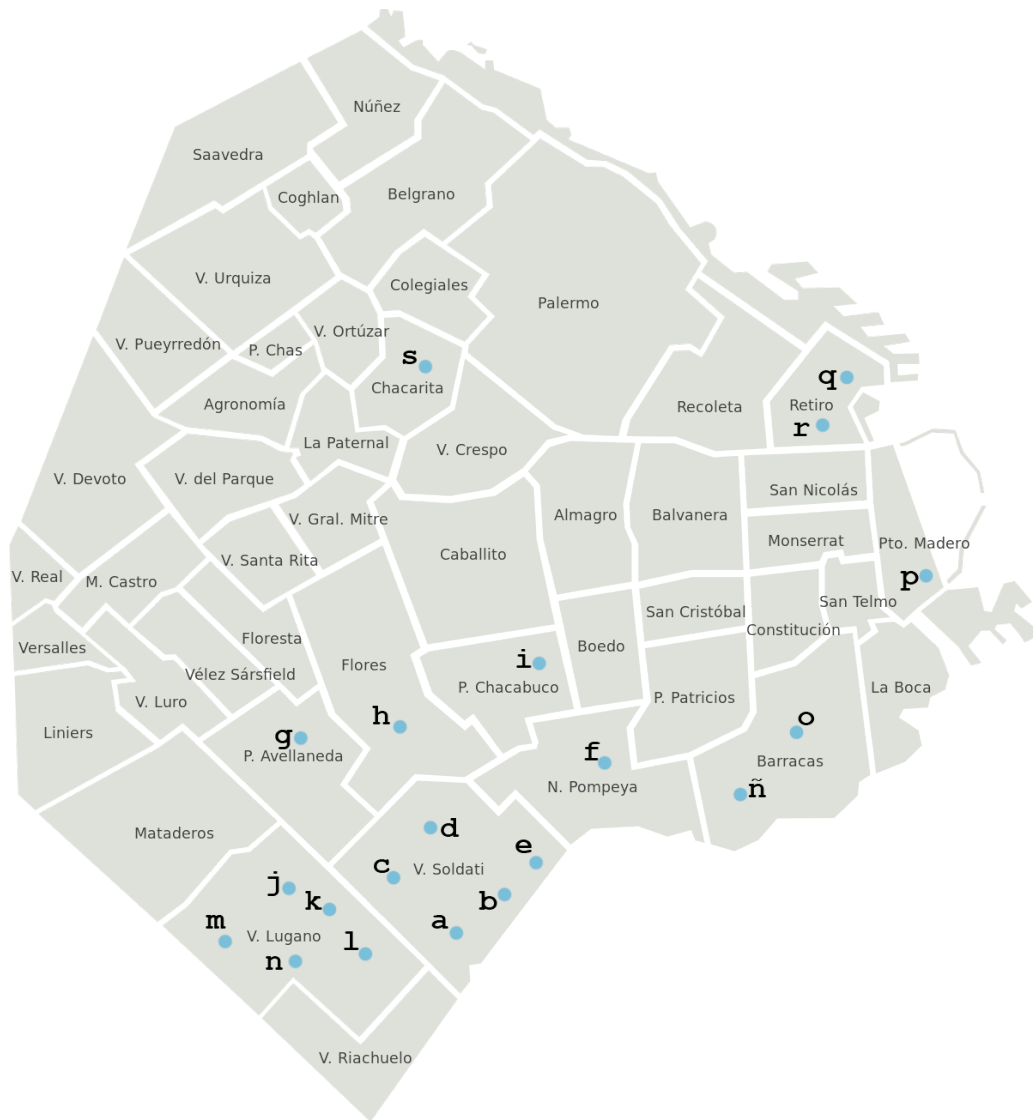 Núñez
Saavedra
Coghlan
Belgrano
V. Urquiza
Colegiales
Palermo
V. Ortúzar
V. Pueyrredón
P. Chas
s
Chacarita
q
Retiro
r
Agronomía
Recoleta
La Paternal
V. Crespo
V. Devoto
V. del Parque
San Nicolás
V. Gral. Mitre
Almagro
Balvanera
Monserrat
Pto. Madero
Caballito
V. Santa Rita
V. Real
M. Castro
p
San Telmo
San Cristóbal
Constitución
Floresta
Versalles
Boedo
Flores
i
Vélez Sársfield
P. Chacabuco
La Boca
P. Patricios
V. Luro
h
o
Liniers
g
P. Avellaneda
f
Barracas
N. Pompeya
ñ
d
Mataderos
e
c
V. Soldati
j
k
b
m
a
V. Lugano
l
n
V. Riachuelo